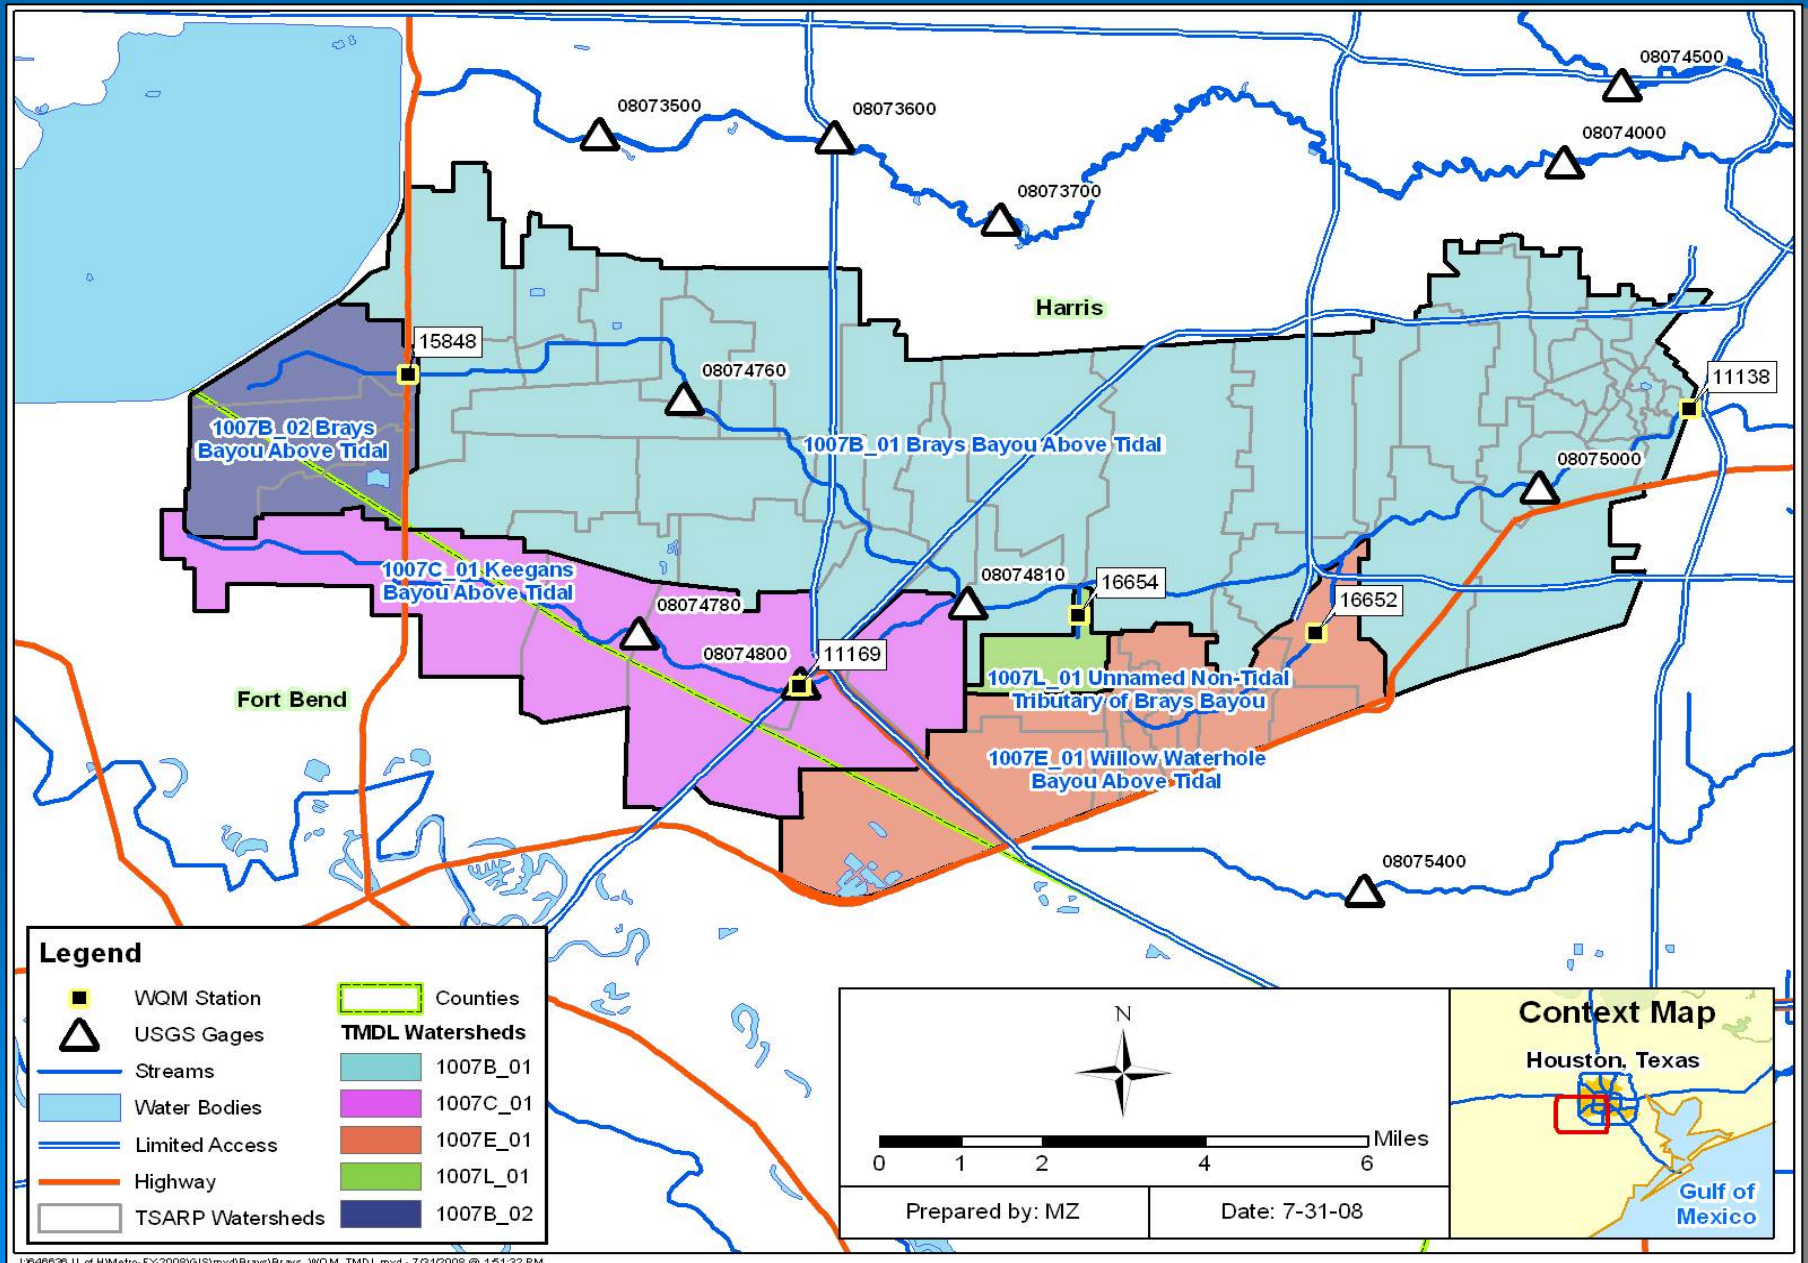 08074500
08073500
08073600
08074000
08073700
Harris
15848
08074760
11138
1007B_02 Brays
Bayou Above Tidal
1007B_01 Brays Bayou Above Tidal
08075000
1007C_01 Keegans
Bayou Above Tidal
08074810
16654
16652
08074780
08074800
11169
1007L_01 Unnamed Non-Tidal
Tributary of Brays Bayou
Fort Bend
1007E_01 Willow Waterhole
Bayou Above Tidal
08075400
Legend
WQM Station
USGS Gages
Streams
Water Bodies
Limited Access
Highway
TSARP Watersheds
Counties
TMDL Watersheds
1007B_01
1007C_01
1007E_01
1007L_01
1007B_02
N
Miles
0 1 2 4 6
Prepared by: MZ
Date: 7-31-08
Context Map
Houston, Texas
Gulf of
Mexico